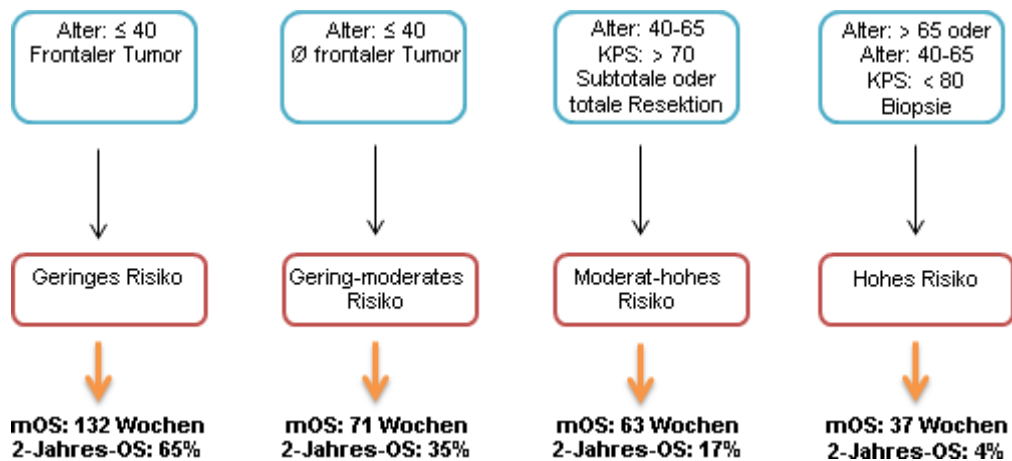 Alter: ≤ 40
Frontaler Tumor
Alter: ≤ 40
Ø frontaler Tumor
Alter: 40-65
KPS: > 70
Subtotale oder
totale Resektion
Alter: > 65 oder
Alter: 40-65
KPS: < 80
Biopsie
Geringes Risiko
Gering-moderates
Risiko
Moderat-hohes
Risiko
Hohes Risiko
mOS: 132 Wochen
2-Jahres-OS: 65%
mOS: 71 Wochen
2-Jahres-OS: 35%
mOS: 63 Wochen
2-Jahres-OS: 17%
mOS: 37 Wochen
2-Jahres-OS: 4%